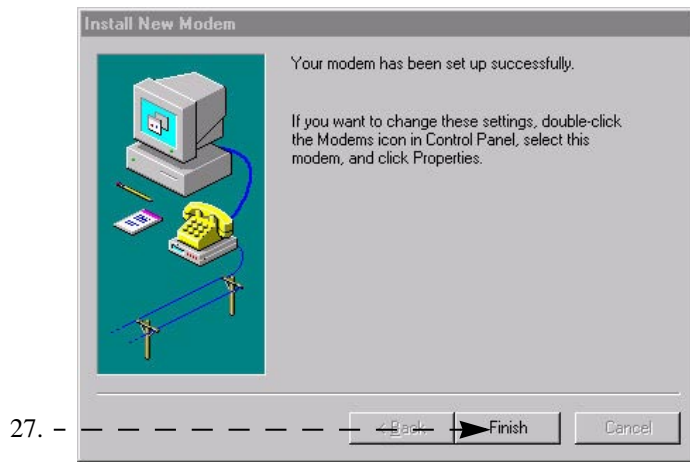 Install New Modem
Your modem has been set up successfully.
If you want to change these settings, double-click
the Modems icon in Control Panel, select this
modem, and click Properties.
27.
< Back
Finish
Cancel